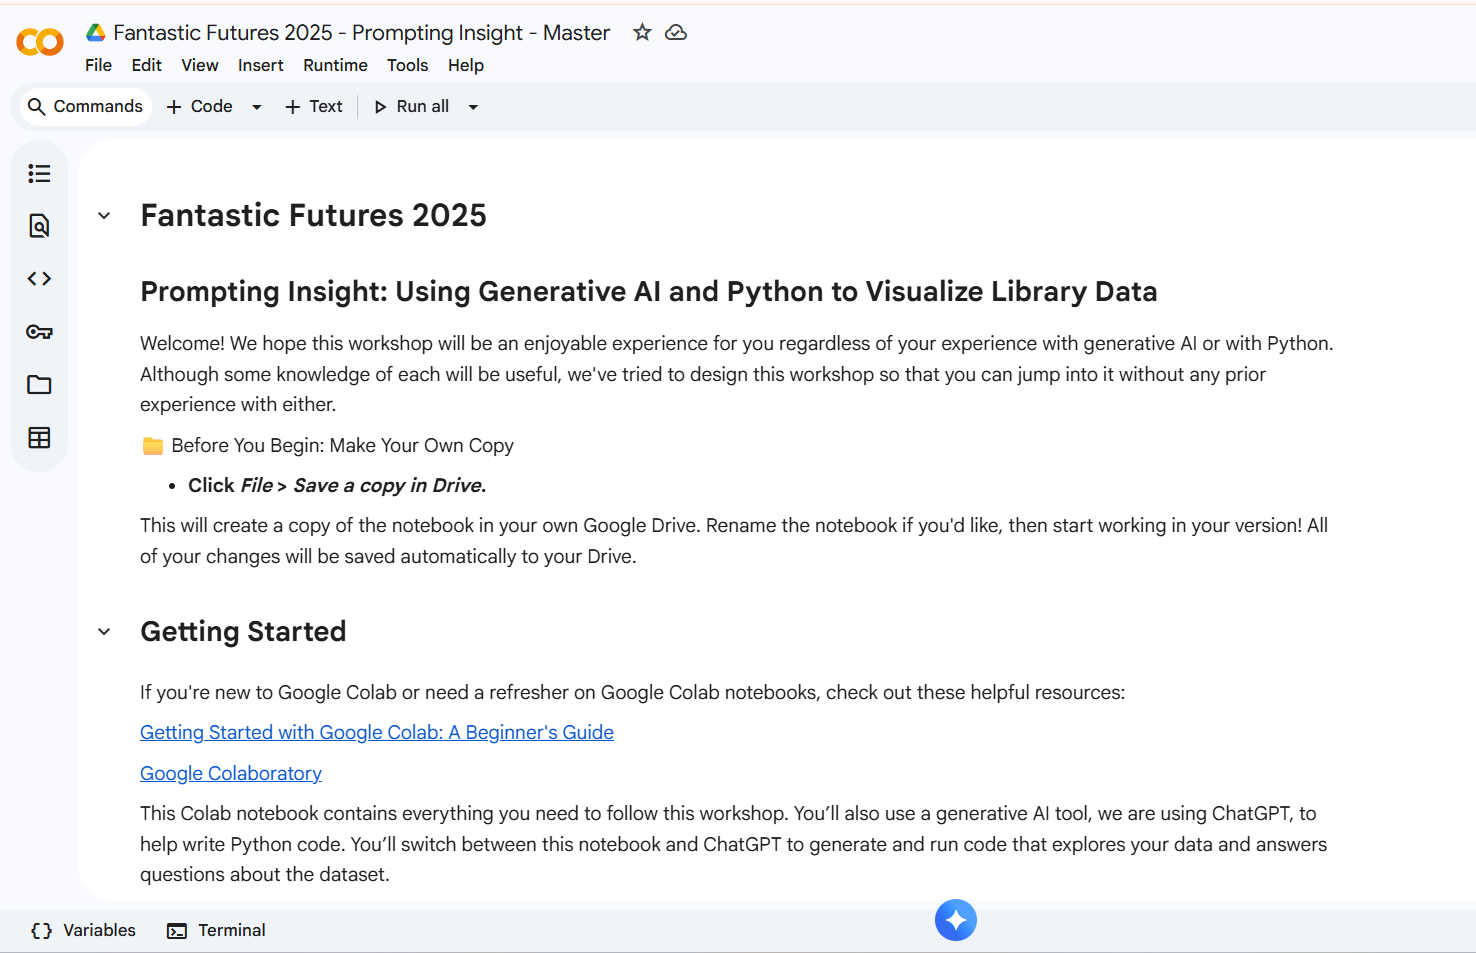 Fantastic Futures 2025 - Prompting Insight - Master
File Edit View Insert Runtime Tools Help
Commands + Code + Text Run all
Fantastic Futures 2025
Prompting Insight: Using Generative AI and Python to Visualize Library Data
Welcome! We hope this workshop will be an enjoyable experience for you regardless of your experience with generative AI or with Python.
Although some knowledge of each will be useful, we've tried to design this workshop so that you can jump into it without any prior
experience with either.
Before You Begin: Make Your Own Copy
• Click File > Save a copy in Drive.
This will create a copy of the notebook in your own Google Drive. Rename the notebook if you'd like, then start working in your version! All
of your changes will be saved automatically to your Drive.
Getting Started
If you're new to Google Colab or need a refresher on Google Colab notebooks, check out these helpful resources:
Getting Started with Google Colab: A Beginner's Guide
Google Colaboratory
This Colab notebook contains everything you need to follow this workshop. You’ll also use a generative AI tool, we are using ChatGPT, to
help write Python code. You’ll switch between this notebook and ChatGPT to generate and run code that explores your data and answers
questions about the dataset.
Variables Terminal